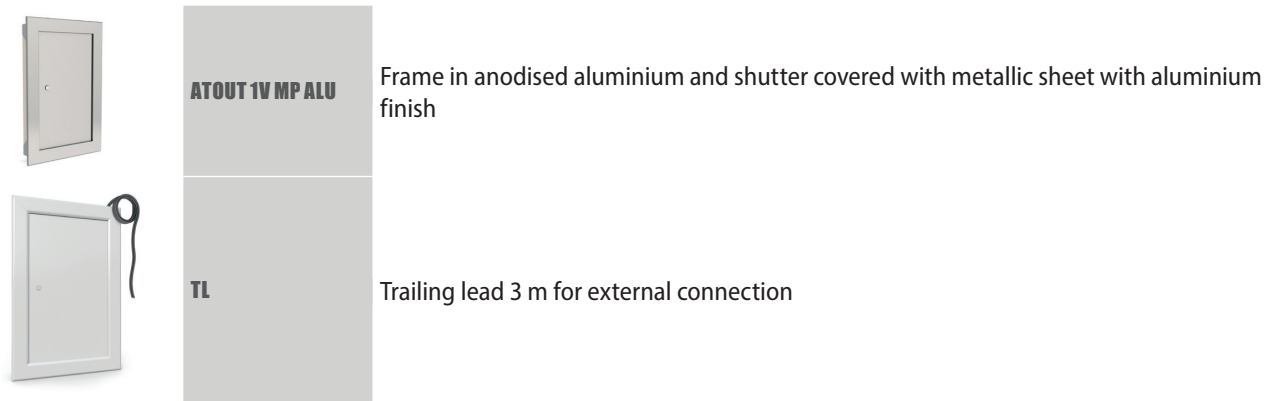 ATOUT 1V MP ALU
Frame in anodised aluminium and shutter covered with metallic sheet with aluminium
finish
TL
Trailing lead 3 m for external connection